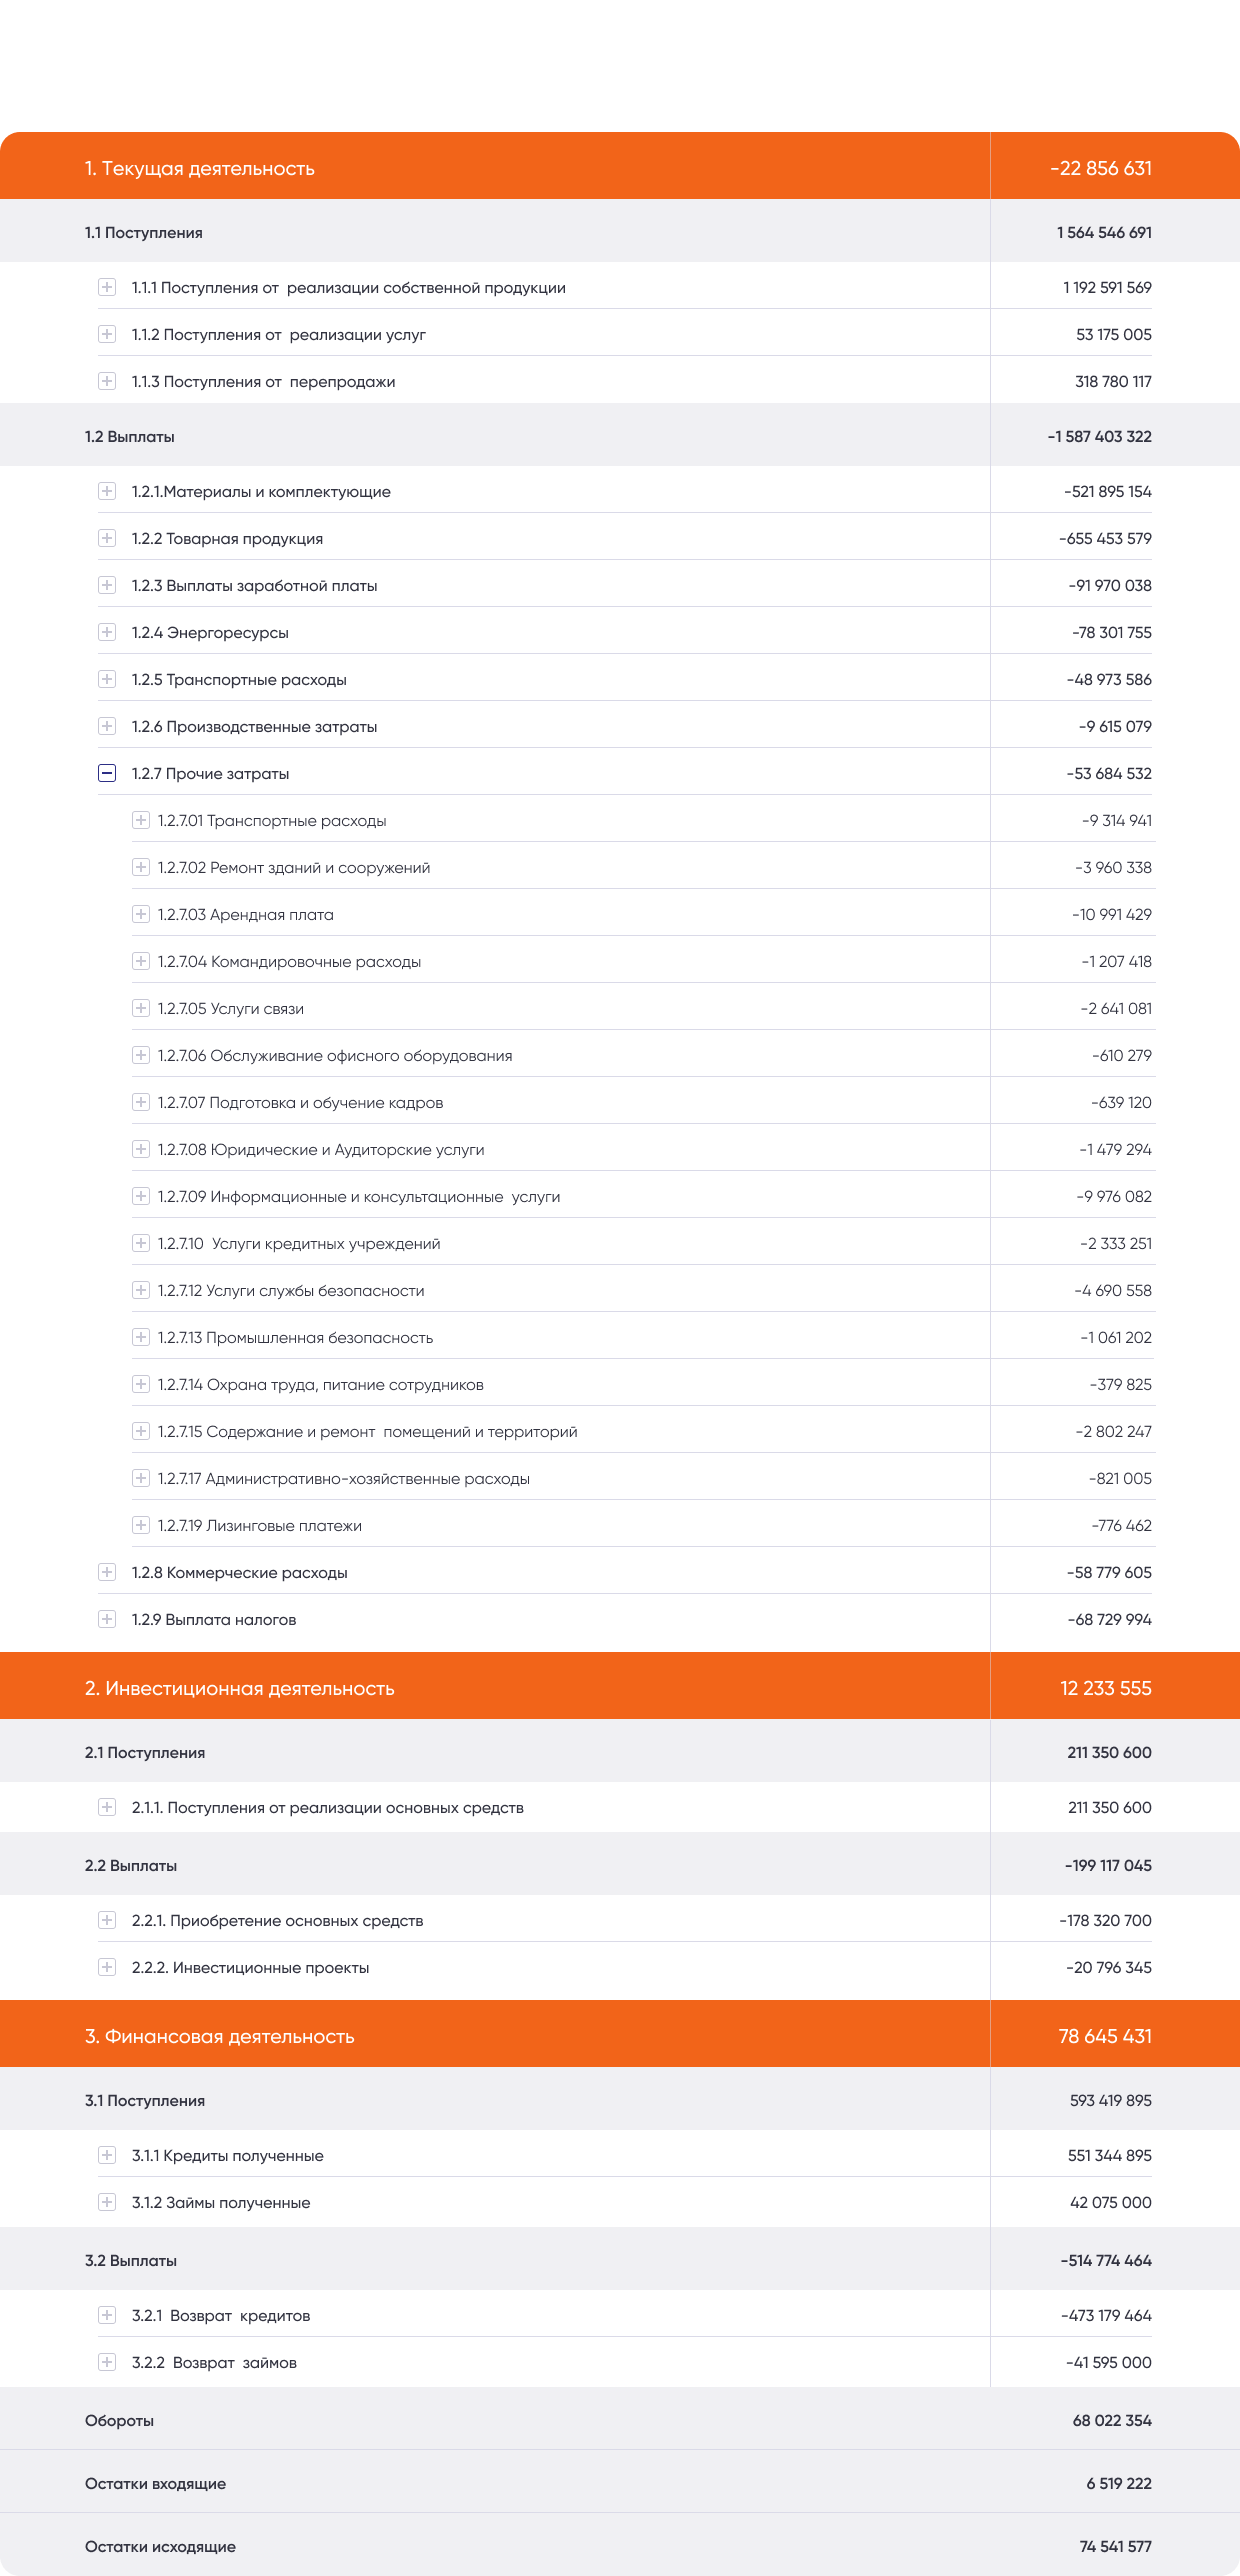 1. Текущая деятельность -22 856 631
1.1 Поступления 1 564 546 691
1.1.1 Поступления от  реализации собственной продукции 1 192 591 569
1.1.2 Поступления от  реализации услуг 53 175 005
1.1.3 Поступления от  перепродажи 318 780 117
1.2 Выплаты -1 587 403 322
1.2.1.Материалы и комплектующие -521 895 154
1.2.2 Товарная продукция -655 453 579
1.2.3 Выплаты заработной платы -91 970 038
1.2.4 Энергоресурсы -78 301 755
1.2.5 Транспортные расходы -48 973 586
1.2.6 Производственные затраты -9 615 079
1.2.7 Прочие затраты -53 684 532
1.2.7.01 Транспортные расходы -9 314 941
1.2.7.02 Ремонт зданий и сооружений -3 960 338
1.2.7.03 Арендная плата -10 991 429
1.2.7.04 Командировочные расходы -1 207 418
1.2.7.05 Услуги связи -2 641 081
1.2.7.06 Обслуживание офисного оборудования -610 279
1.2.7.07 Подготовка и обучение кадров -639 120
1.2.7.08 Юридические и Аудиторские услуги -1 479 294
1.2.7.09 Информационные и консультационные  услуги -9 976 082
1.2.7.10  Услуги кредитных учреждений -2 333 251
1.2.7.12 Услуги службы безопасности -4 690 558
1.2.7.13 Промышленная безопасность -1 061 202
1.2.7.14 Охрана труда, питание сотрудников -379 825
1.2.7.15 Содержание и ремонт  помещений и территорий -2 802 247
1.2.7.17 Административно-хозяйственные расходы -821 005
1.2.7.19 Лизинговые платежи -776 462
1.2.8 Коммерческие расходы -58 779 605
1.2.9 Выплата налогов -68 729 994
2. Инвестиционная деятельность 12 233 555
2.1 Поступления 211 350 600
2.1.1. Поступления от реализации основных средств 211 350 600
2.2 Выплаты -199 117 045
2.2.1. Приобретение основных средств -178 320 700
2.2.2. Инвестиционные проекты -20 796 345
3. Финансовая деятельность 78 645 431
3.1 Поступления 593 419 895
3.1.1 Кредиты полученные 551 344 895
3.1.2 Займы полученные 42 075 000
3.2 Выплаты -514 774 464
3.2.1  Возврат  кредитов -473 179 464
3.2.2  Возврат  займов -41 595 000
Обороты 68 022 354
Остатки входящие 6 519 222
Остатки исходящие 74 541 577